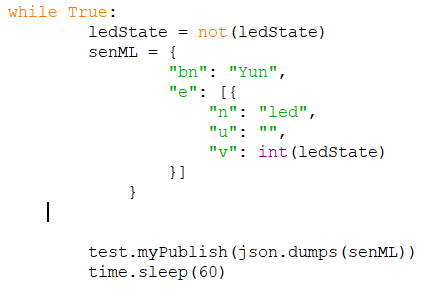 while True:
        ledState = not(ledState)
        senML = {
                "bn": "Yun",
                "e": [{
                    "n": "led",
                    "u": "",
                    "v": int(ledState)
                }]
            }

        test.myPublish(json.dumps(senML))
        time.sleep(60)